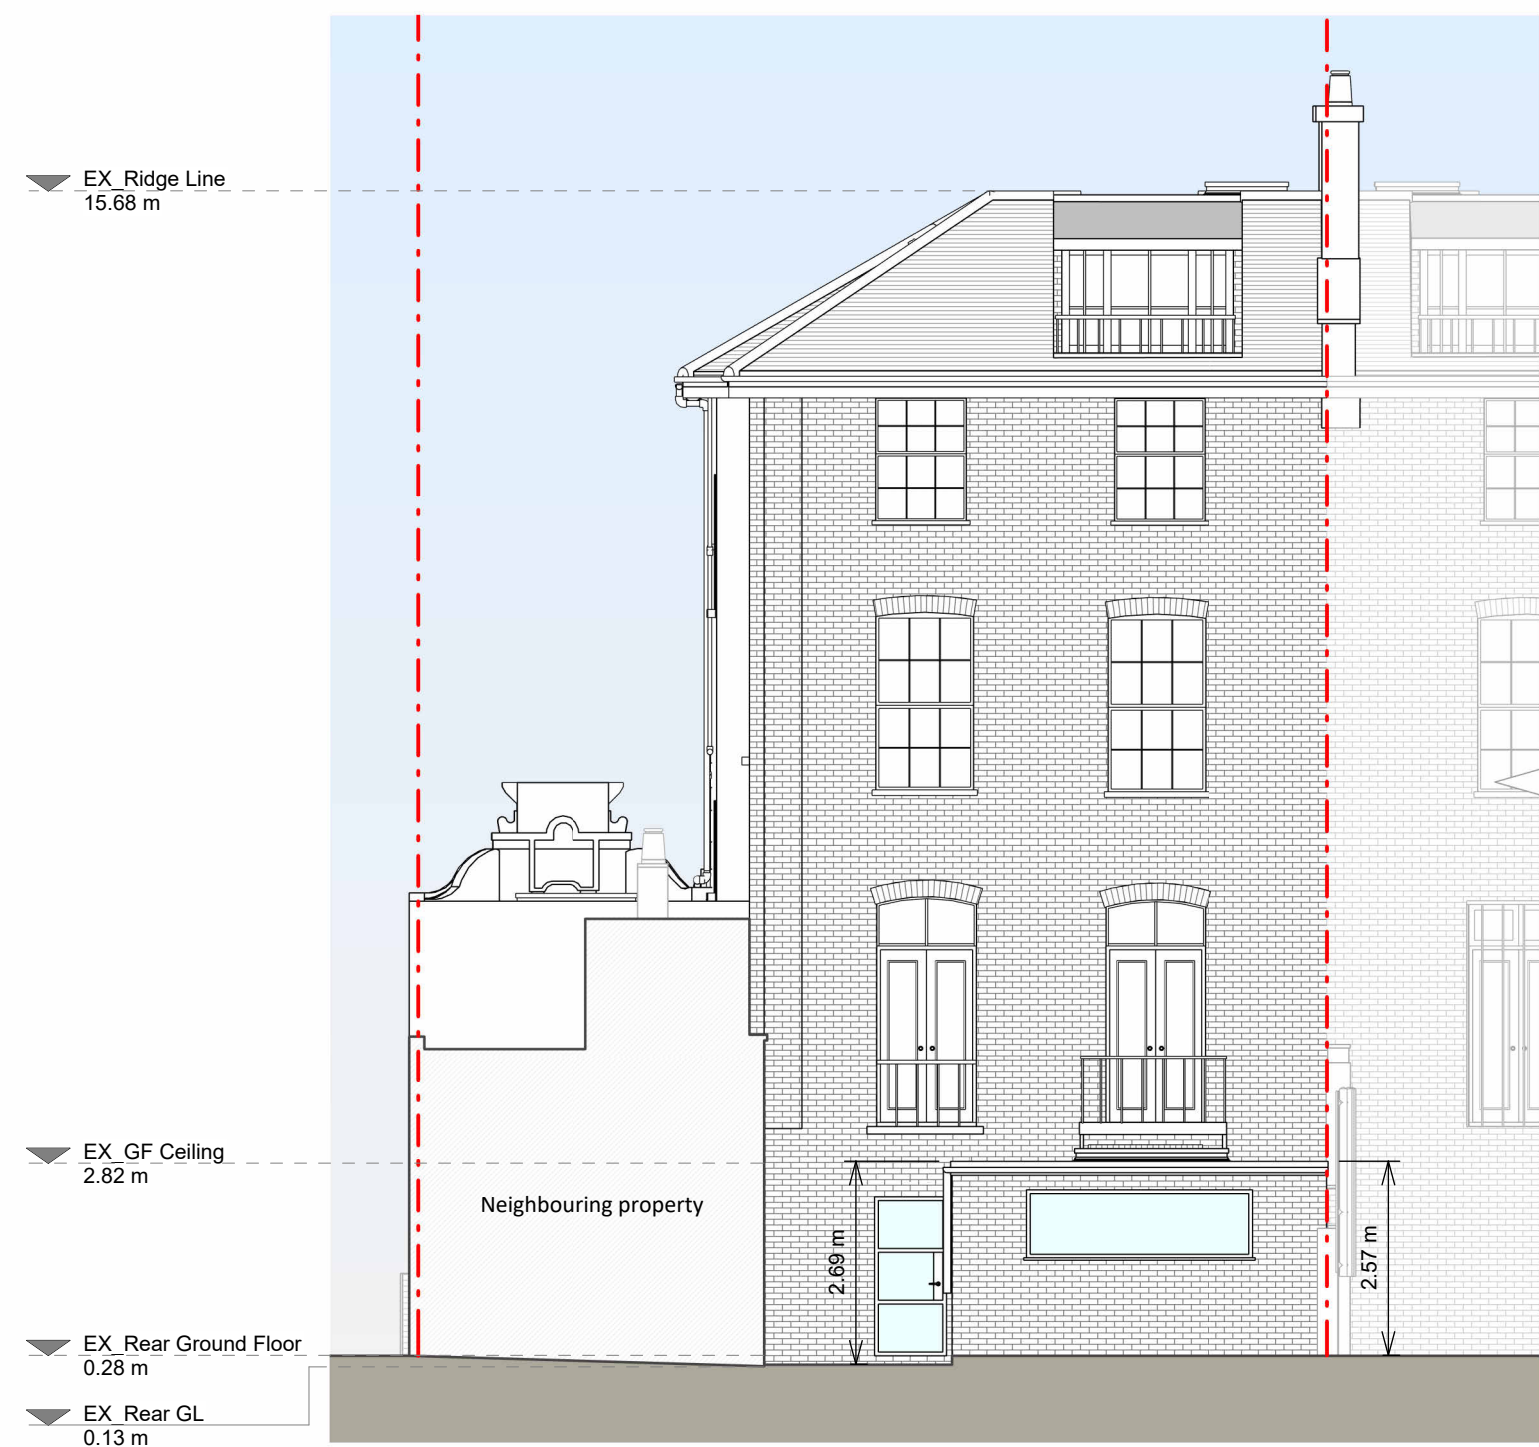 EX_Ridge Line
15.68 m
EX_GF Ceiling
2.82 m
Neighbouring property
2.69 m
2.57 m
EX_Rear Ground Floor
0.28 m
EX_Rear GL
0.13 m